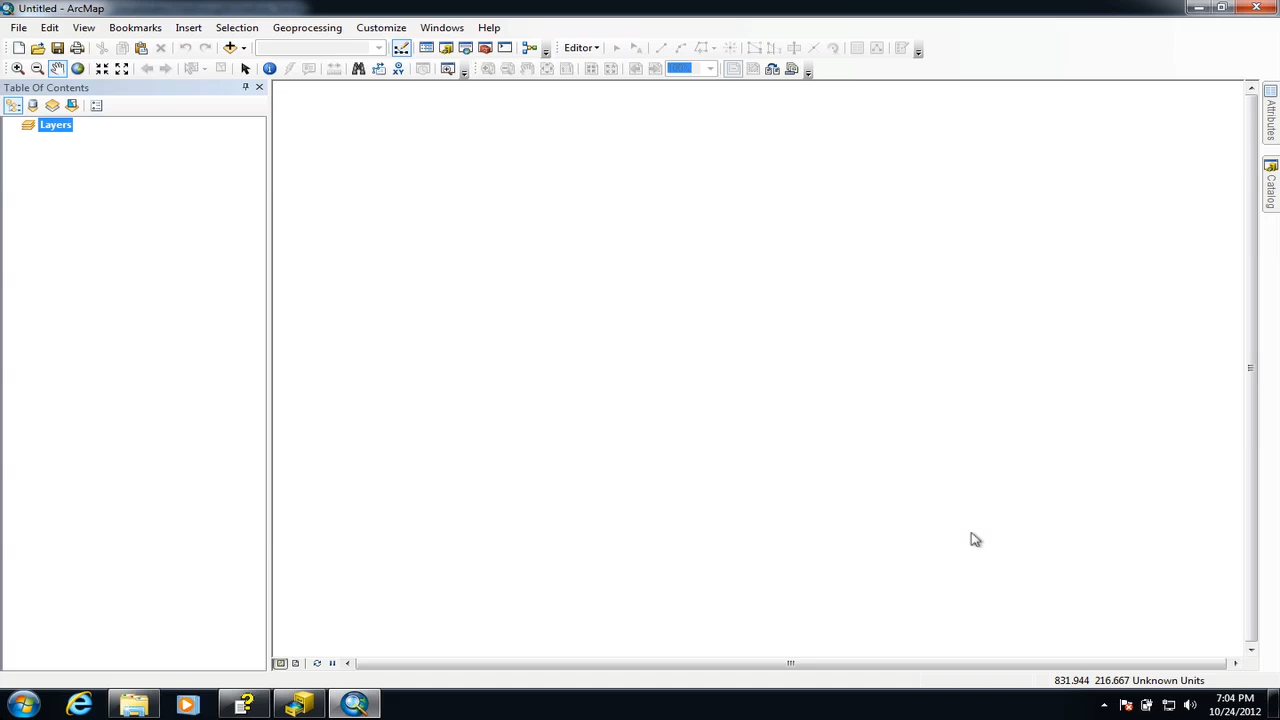 Untitled - ArcMap
File Edit View Bookmarks Insert Selection Geoprocessing Customize Windows Help
Editor
Table Of Contents
Layers
Attributes
Catalog
831.944 216.667 Unknown Units
7:04 PM
10/24/2012